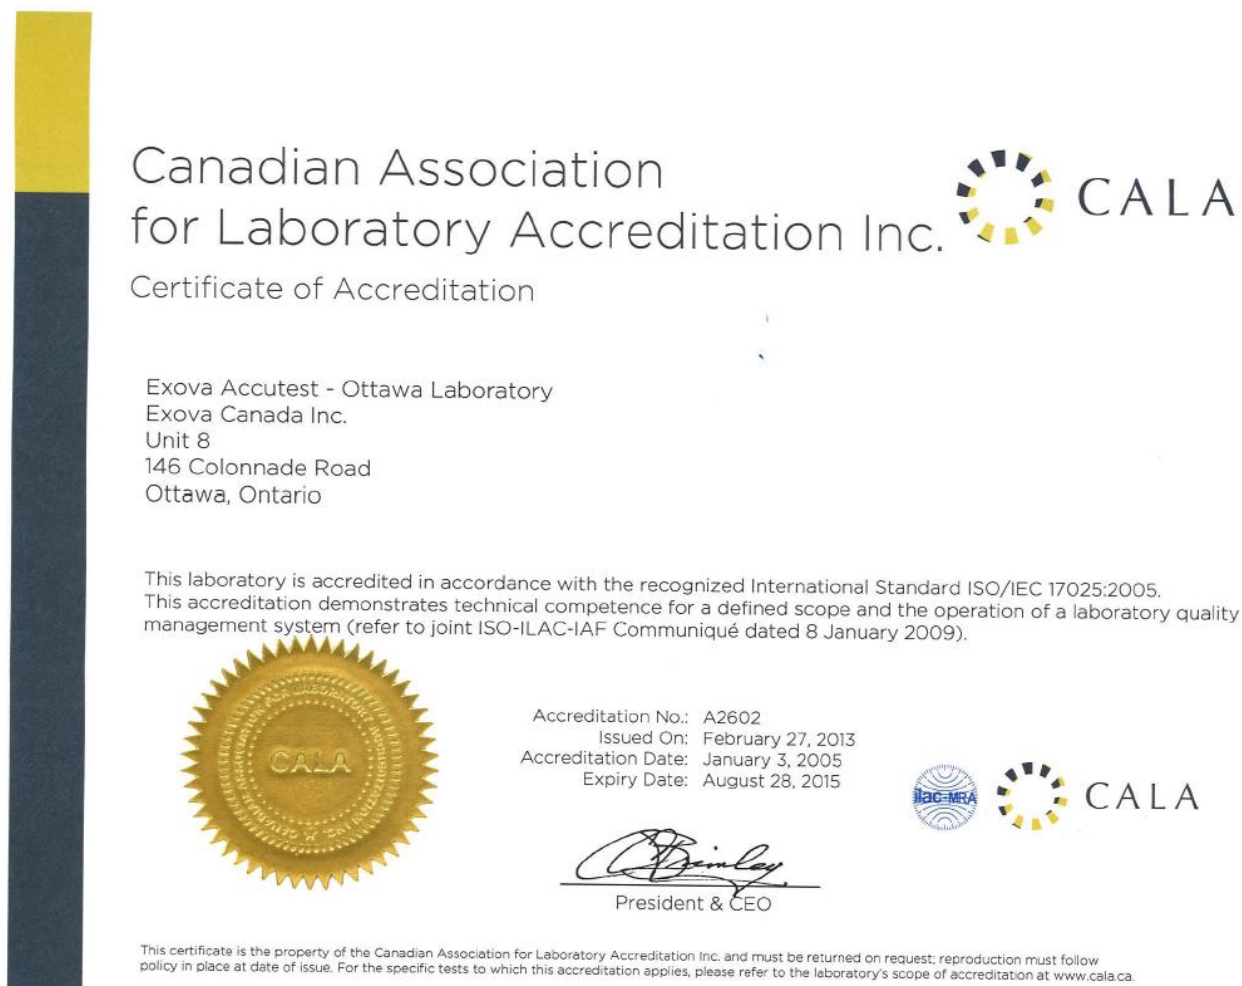 Canadian Association
for Laboratory Accreditation Inc.
CALA
Certificate of Accreditation
Exova Accutest - Ottawa Laboratory
Exova Canada Inc.
Unit 8
146 Colonnade Road
Ottawa, Ontario
This laboratory is accredited in accordance with the recognized International Standard ISO/IEC 17025:2005.
This accreditation demonstrates technical competence for a defined scope and the operation of a laboratory quality
management system (refer to joint ISO-ILAC-IAF Communiqué dated 8 January 2009).
CANADIAN ASSOCIATION FOR LABORATORY ACCREDITATION INC.
CALA
Accreditation No.: A2602
Issued On: February 27, 2013
Accreditation Date: January 3, 2005
Expiry Date: August 28, 2015
ilac-MRA
CALA
President & CEO
This certificate is the property of the Canadian Association for Laboratory Accreditation Inc. and must be returned on request; reproduction must follow
policy in place at date of issue. For the specific tests to which this accreditation applies, please refer to the laboratory's scope of accreditation at www.cala.ca.